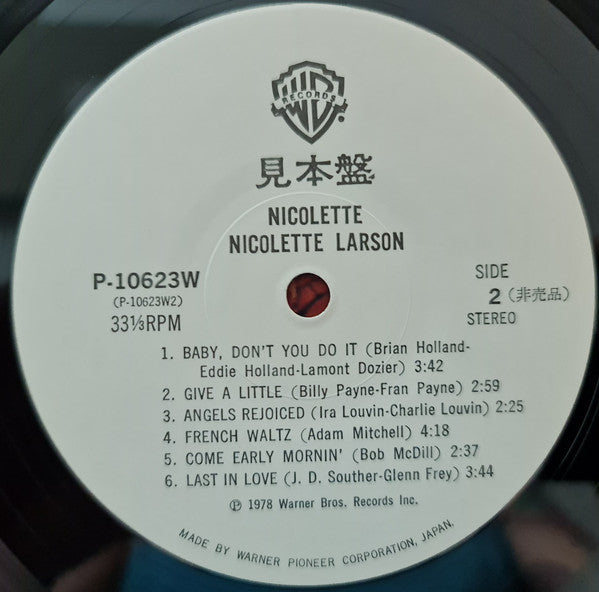 WB
RECORDS
見本盤
NICOLETTE
NICOLETTE LARSON
P-10623W
(P-10623W2)
33⅓RPM
SIDE
2 (非売品)
STEREO
1. BABY, DON'T YOU DO IT (Brian Holland-
Eddie Holland-Lamont Dozier) 3:42
2. GIVE A LITTLE (Billy Payne-Fran Payne) 2:59
3. ANGELS REJOICED (Ira Louvin-Charlie Louvin) 2:25
4. FRENCH WALTZ (Adam Mitchell) 4:18
5. COME EARLY MORNIN' (Bob McDill) 2:37
6. LAST IN LOVE (J. D. Souther-Glenn Frey) 3:44
℗ 1978 Warner Bros. Records Inc.
MADE BY WARNER PIONEER CORPORATION, JAPAN.